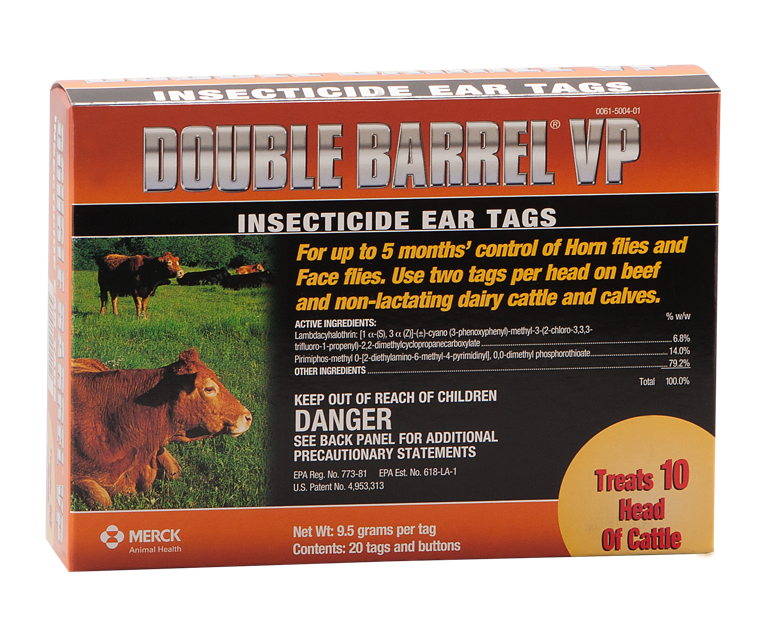 INSECTICIDE EAR TAGS
0061-5004-01
DOUBLE BARREL® VP
INSECTICIDE EAR TAGS
For up to 5 months' control of Horn flies and
Face flies. Use two tags per head on beef
and non-lactating dairy cattle and calves.
% w/w
ACTIVE INGREDIENTS:
Lambdacyhalothrin: [1 α-(S), 3 α (Z)]-(±)-cyano (3-phenoxyphenyl)-methyl-3-(2-chloro-3,3,3-
trifluoro-1-propenyl)-2,2-dimethylcyclopropanecarboxylate 6.8%
Pirimiphos-methyl 0-[2-diethylamino-6-methyl-4-pyrimidinyl], 0,0-dimethyl phosphorothioate 14.0%
OTHER INGREDIENTS 79.2%
Total 100.0%
KEEP OUT OF REACH OF CHILDREN
DANGER
SEE BACK PANEL FOR ADDITIONAL
PRECAUTIONARY STATEMENTS
EPA Reg. No. 773-81 EPA Est. No. 618-LA-1
U.S. Patent No. 4,953,313
Treats 10
Head
Of Cattle
MERCK
Animal Health
Net Wt: 9.5 grams per tag
Contents: 20 tags and buttons
DOUBLE BARREL VP